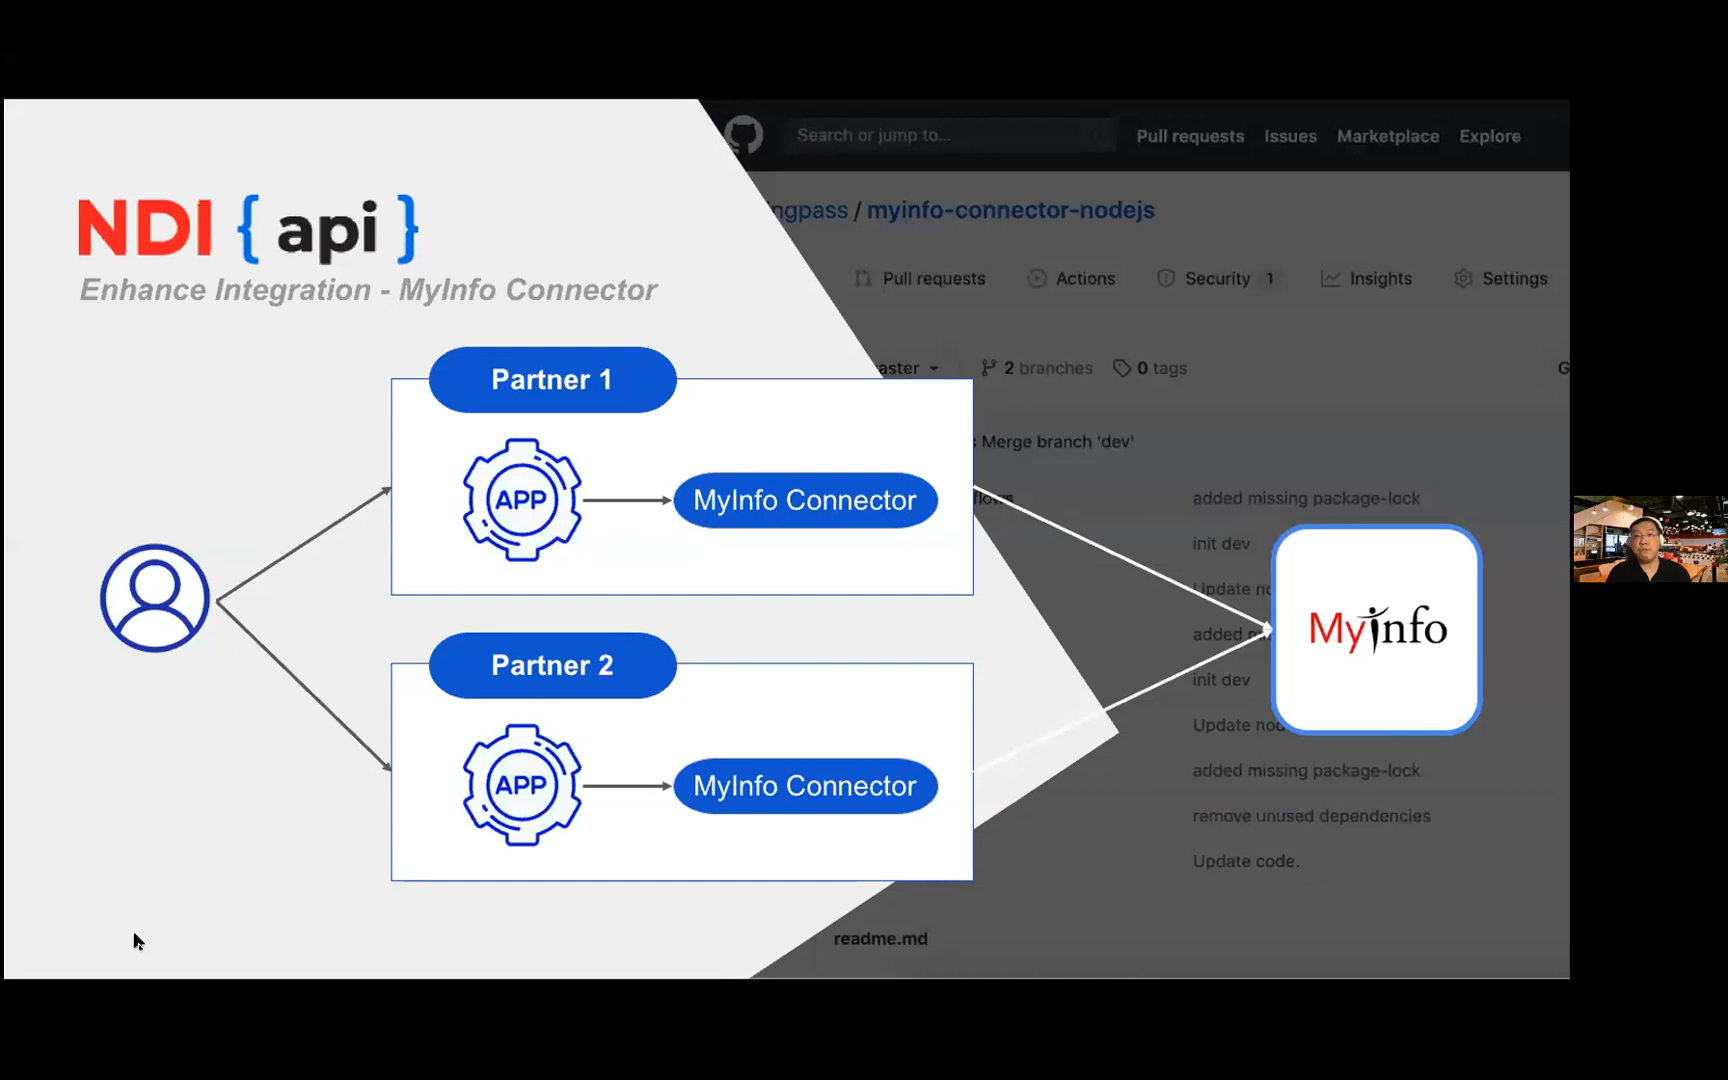 Search or jump to...
Pull requests Issues Marketplace Explore
NDI { api }
Enhance Integration - MyInfo Connector
ngpass / myinfo-connector-nodejs
Pull requests Actions Security 1 Insights Settings
2 branches 0 tags
Partner 1
Merge branch 'dev'
APP MyInfo Connector
added missing package-lock
init dev
Update
added
MyInfo
init dev
Partner 2
Update
added missing package-lock
APP MyInfo Connector
remove unused dependencies
Update code.
readme.md